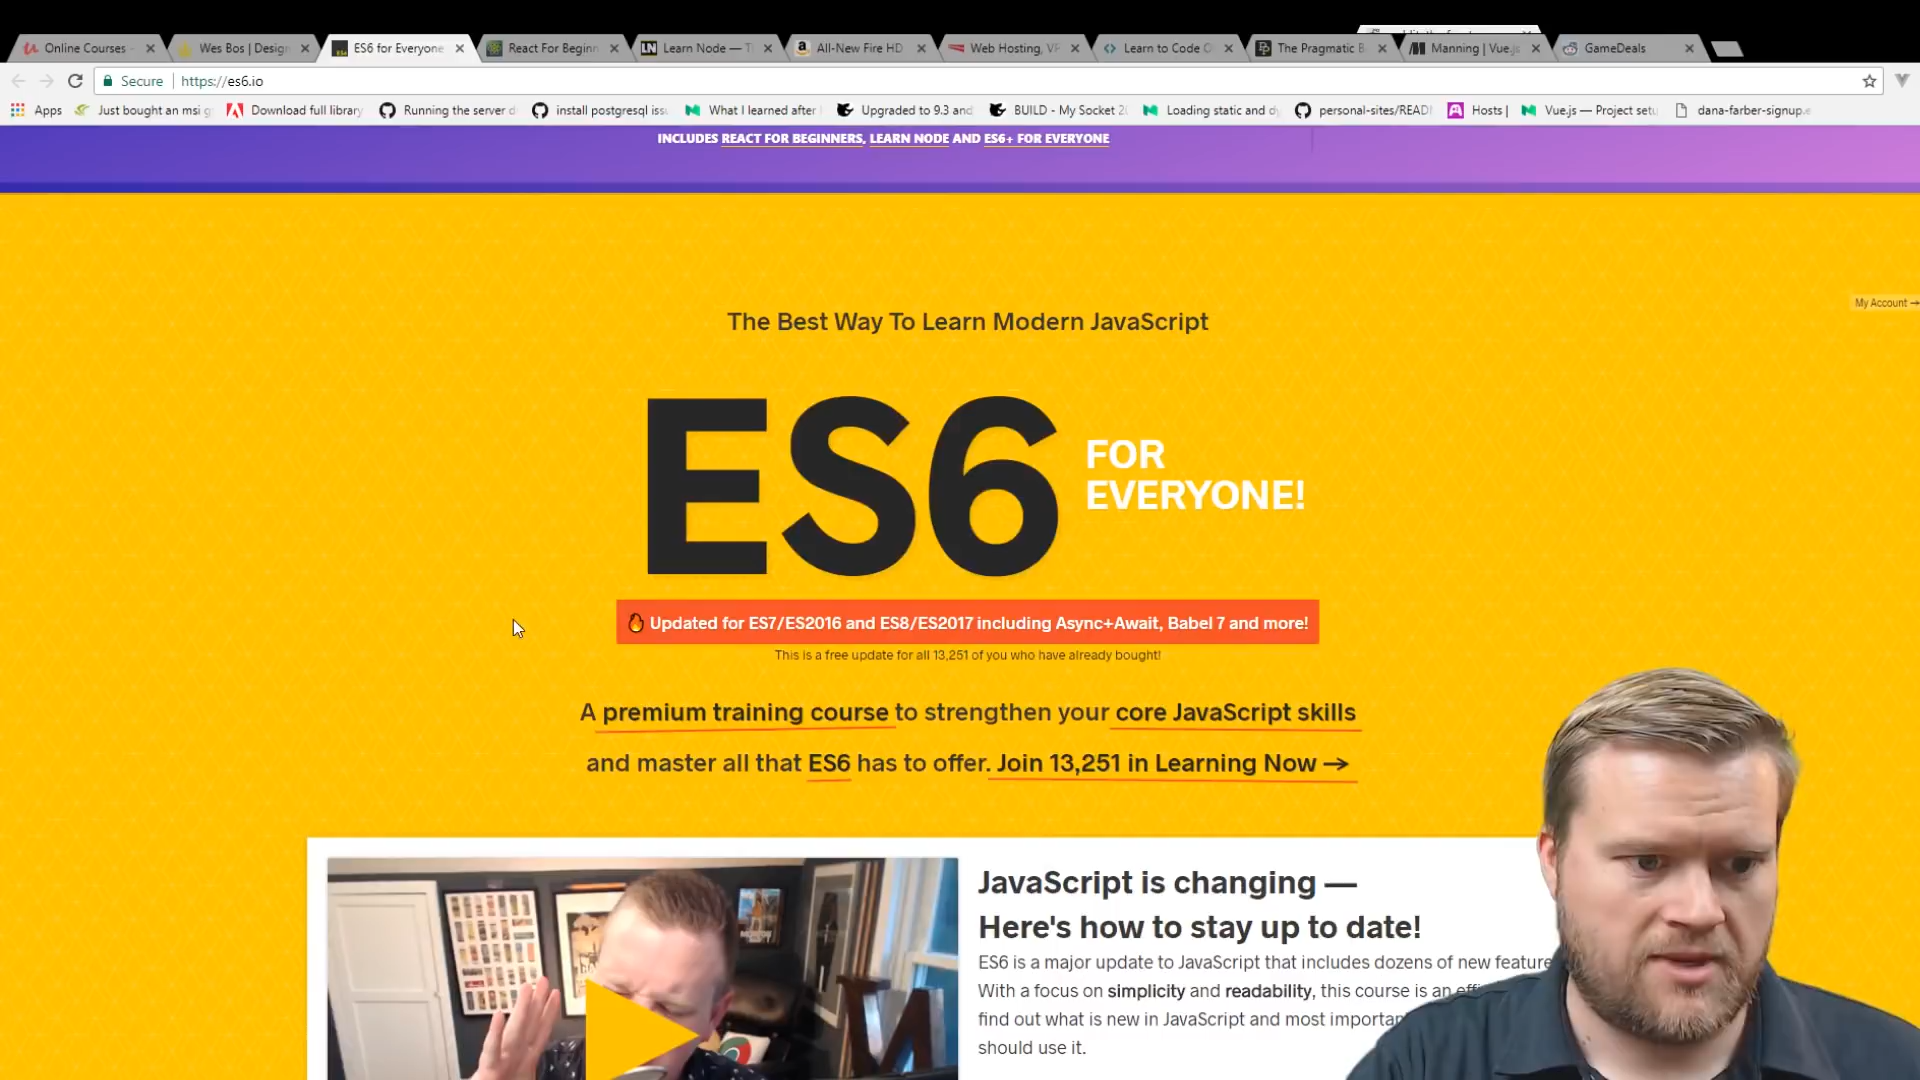 Online Courses -
Wes Bos | Design
ES6 for Everyone
React For Beginn
Learn Node — T
All-New Fire HD
Web Hosting, VP
Learn to Code O
The Pragmatic B
Manning | Vue.js
GameDeals
Secure
https://es6.io
Apps
Just bought an msi g
Download full library
Running the server d
install postgresql iss
What I learned after
Upgraded to 9.3 and
BUILD - My Socket 2
Loading static and dy
personal-sites/READ
Hosts |
Vue.js — Project setu
dana-farber-signup.e
INCLUDES REACT FOR BEGINNERS, LEARN NODE AND ES6+ FOR EVERYONE
My Account →
The Best Way To Learn Modern JavaScript
ES6
FOR
EVERYONE!
🔥 Updated for ES7/ES2016 and ES8/ES2017 including Async+Await, Babel 7 and more!
This is a free update for all 13,251 of you who have already bought!
A premium training course to strengthen your core JavaScript skills
and master all that ES6 has to offer. Join 13,251 in Learning Now →
JavaScript is changing —
Here's how to stay up to date!
ES6 is a major update to JavaScript that includes dozens of new feature
With a focus on simplicity and readability, this course is an
find out what is new in JavaScript and most importan
should use it.